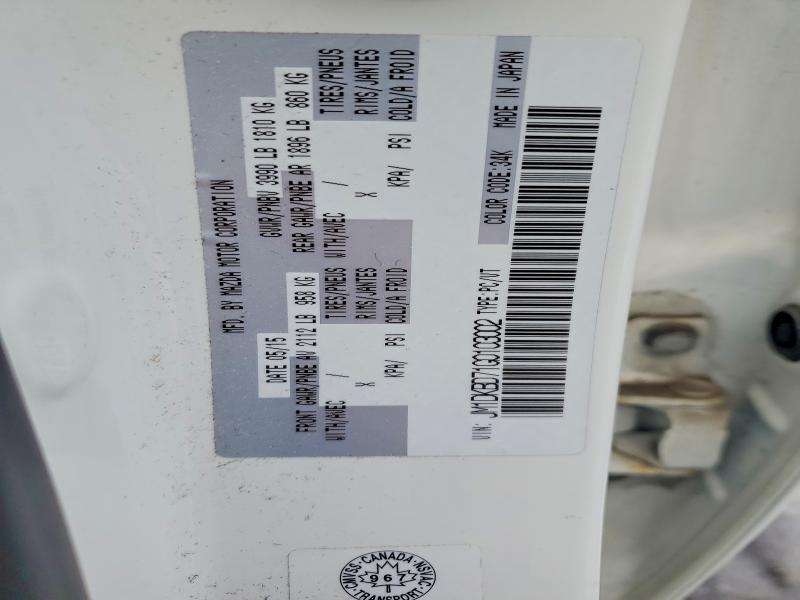 MFD. BY MAZDA MOTOR CORPORATION
DATE 05/15 GVWR/PNBV 3990 LB 1810 KG
FRONT GAWR/PNBE AV 2112 LB 958 KG REAR GAWR/PNBE AR 1896 LB 860 KG
WITH/AVEC / TIRES/PNEUS WITH/AVEC / TIRES/PNEUS
X RIMS/JANTES X RIMS/JANTES
KPA/ PSI COLD/A FROID KPA/ PSI COLD/A FROID
VIN: TYPE:PC/VT COLOR CODE:34K MADE IN JAPAN
CANADA
NSVAC
967
TRANSPORT